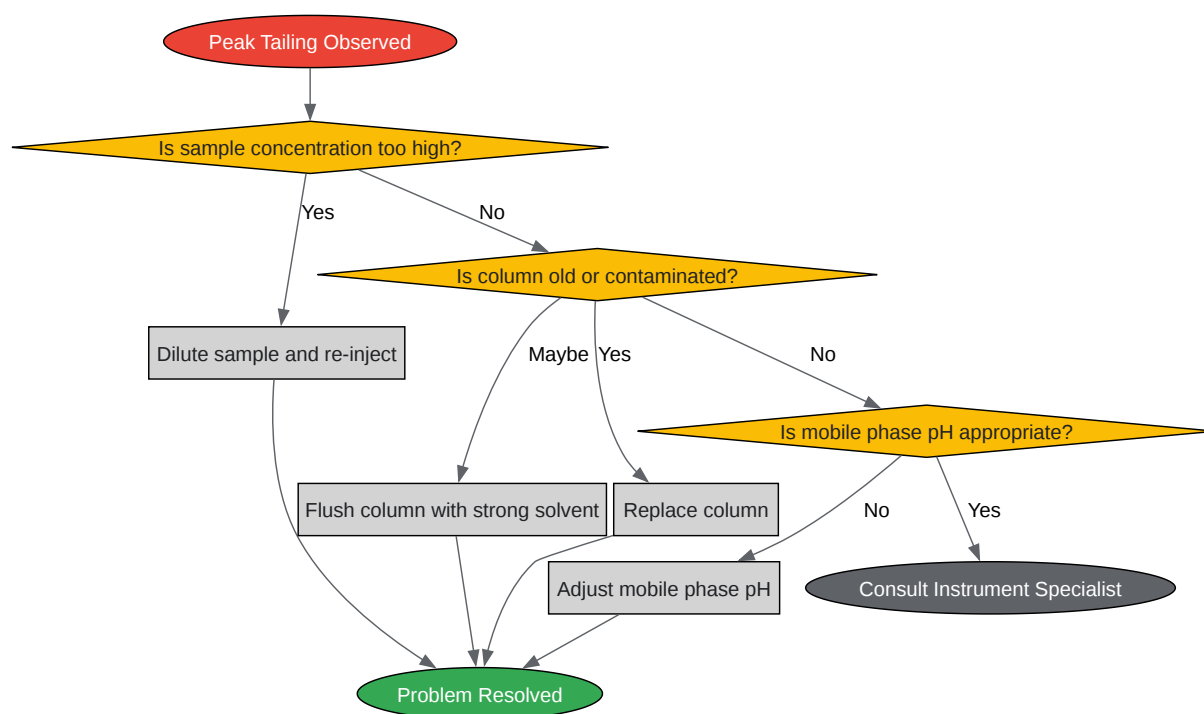 Peak Tailing Observed
Is sample concentration too high?
Yes
No
Is column old or contaminated?
Dilute sample and re-inject
Maybe
Yes
No
Is mobile phase pH appropriate?
Flush column with strong solvent
Replace column
No
Yes
Adjust mobile phase pH
Consult Instrument Specialist
Problem Resolved